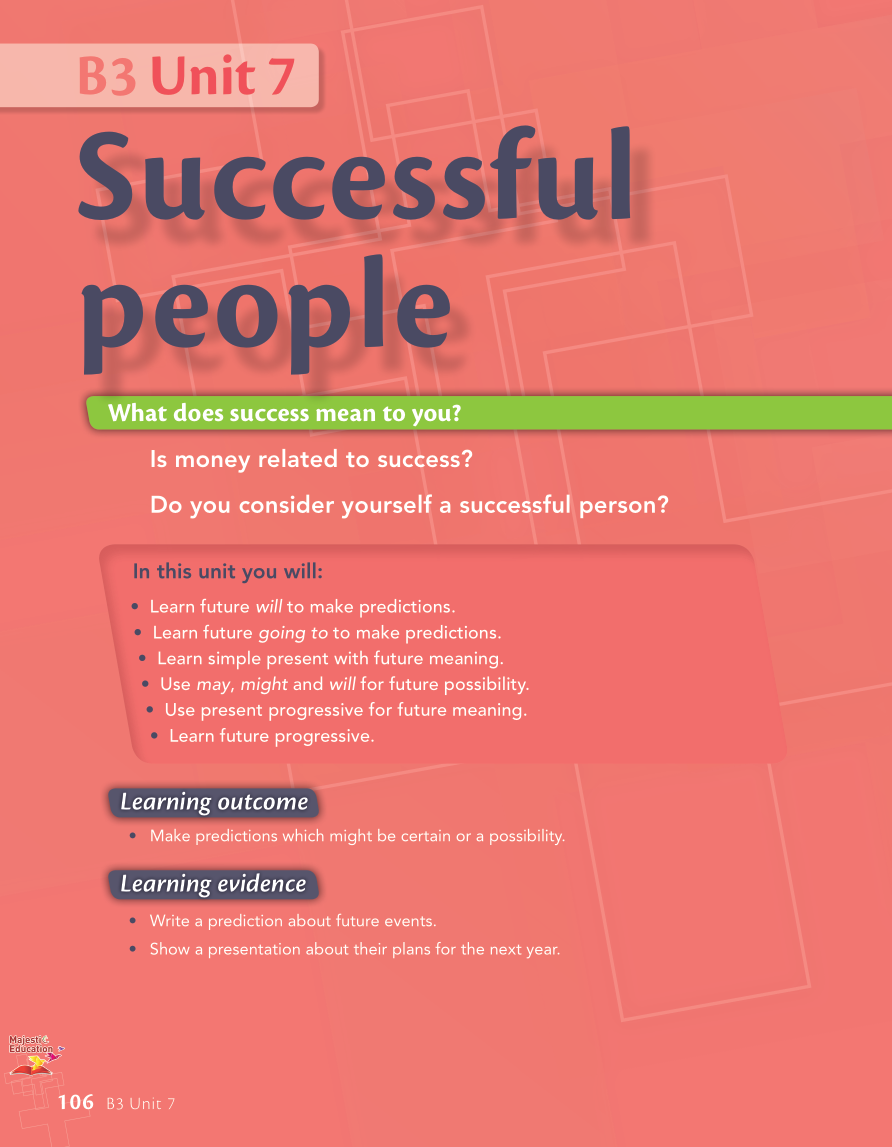 B3 Unit 7
Successful
people
What does success mean to you?
Is money related to success?
Do you consider yourself a successful person?
In this unit you will:
• Learn future will to make predictions.
• Learn future going to to make predictions.
• Learn simple present with future meaning.
• Use may, might and will for future possibility.
• Use present progressive for future meaning.
• Learn future progressive.
Learning outcome
• Make predictions which might be certain or a possibility.
Learning evidence
• Write a prediction about future events.
• Show a presentation about their plans for the next year.
Majestic
Education
106 B3 Unit 7